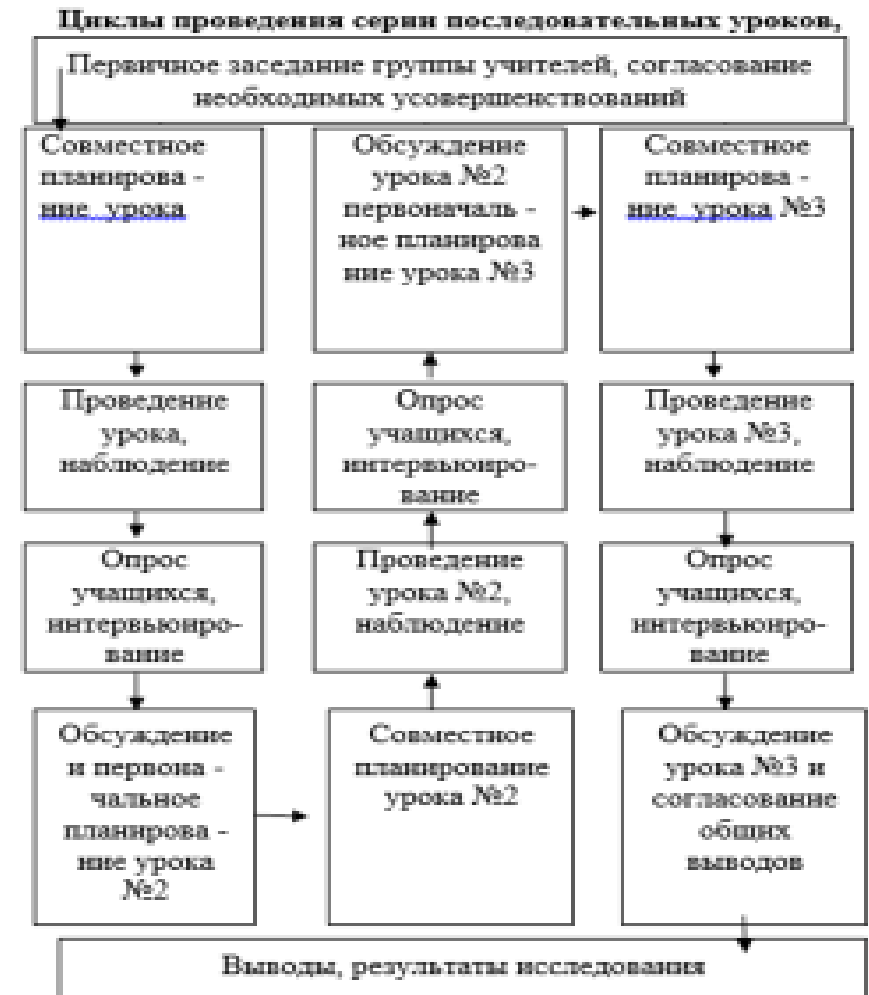 Циклы проведения серии последовательных уроков,
Первичное заседание группы учителей, согласование
необходимых усовершенствований
Совместное
планирова -
ние урока
Проведение
урока,
наблюдение
Опрос
учащихся,
интервьюиро-
вание
Обсуждение
и первона -
чальное
планирова -
ние урока
№2
Совместное
планирование
урока №2
Проведение
урока №2,
наблюдение
Опрос
учащихся,
интервьюиро-
вание
Обсуждение
урока №2
первоначаль -
ное планирова
ние урока №3
Совместное
планирова -
ние урока №3
Проведение
урока №3,
наблюдение
Опрос
учащихся,
интервьюиро-
вание
Обсуждение
урока №3 и
согласование
общих
выводов
Выводы, результаты исследования